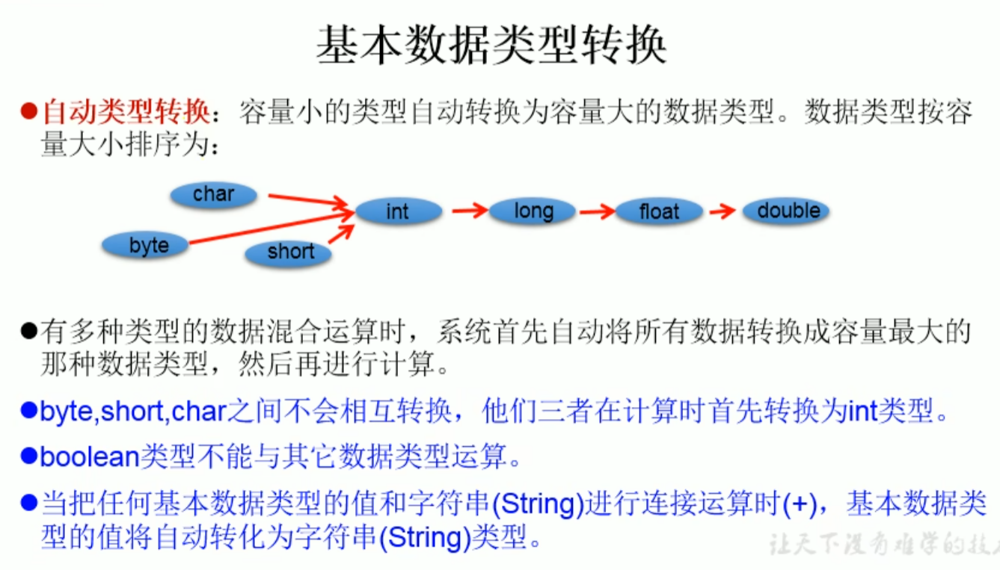 基本数据类型转换
●自动类型转换：容量小的类型自动转换为容量大的数据类型。数据类型按容
量大小排序为：
char
int
long
float
double
byte
short
●有多种类型的数据混合运算时，系统首先自动将所有数据转换成容量最大的
那种数据类型，然后再进行计算。
●byte,short,char之间不会相互转换，他们三者在计算时首先转换为int类型。
●boolean类型不能与其它数据类型运算。
●当把任何基本数据类型的值和字符串(String)进行连接运算时(+)，基本数据类
型的值将自动转化为字符串(String)类型。
让天下没有难学的技